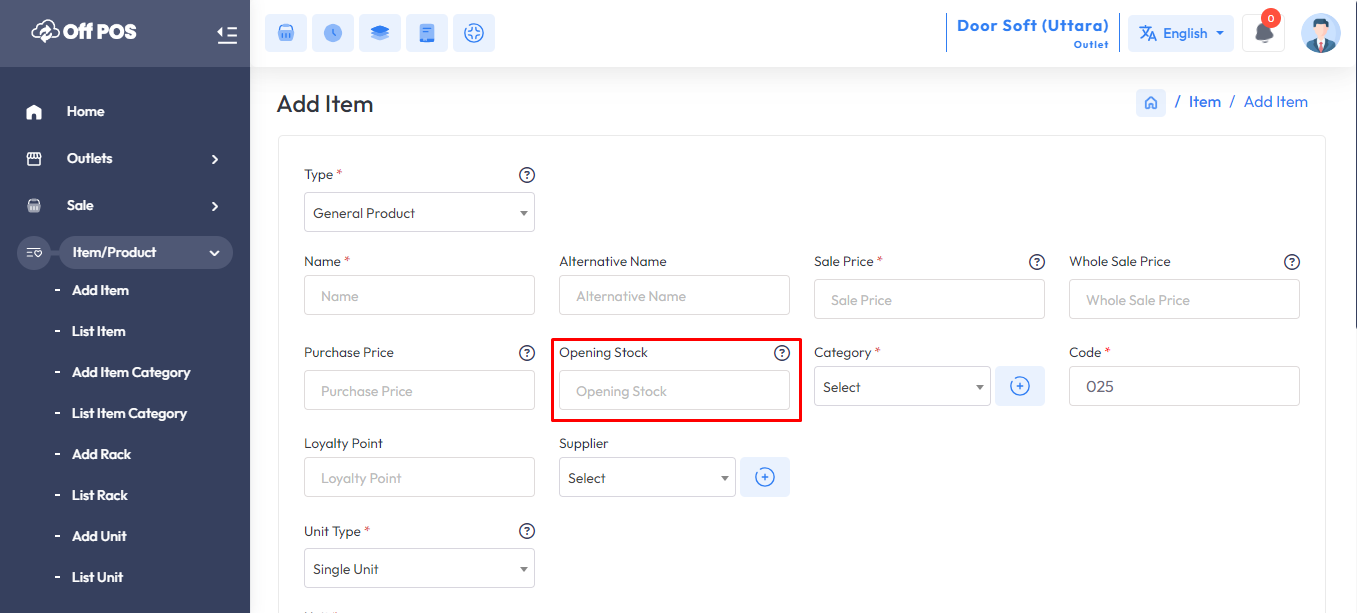 Off POS
Door Soft (Uttara)
Outlet
English
0
Home
Outlets
Sale
Item/Product
- Add Item
- List Item
- Add Item Category
- List Item Category
- Add Rack
- List Rack
- Add Unit
- List Unit
Add Item
/ Item / Add Item
Type *
General Product
Name * Alternative Name Sale Price * Whole Sale Price
Name Alternative Name Sale Price Whole Sale Price
Purchase Price Opening Stock Category * Code *
Purchase Price Opening Stock Select 025
Loyalty Point Supplier
Loyalty Point Select
Unit Type *
Single Unit